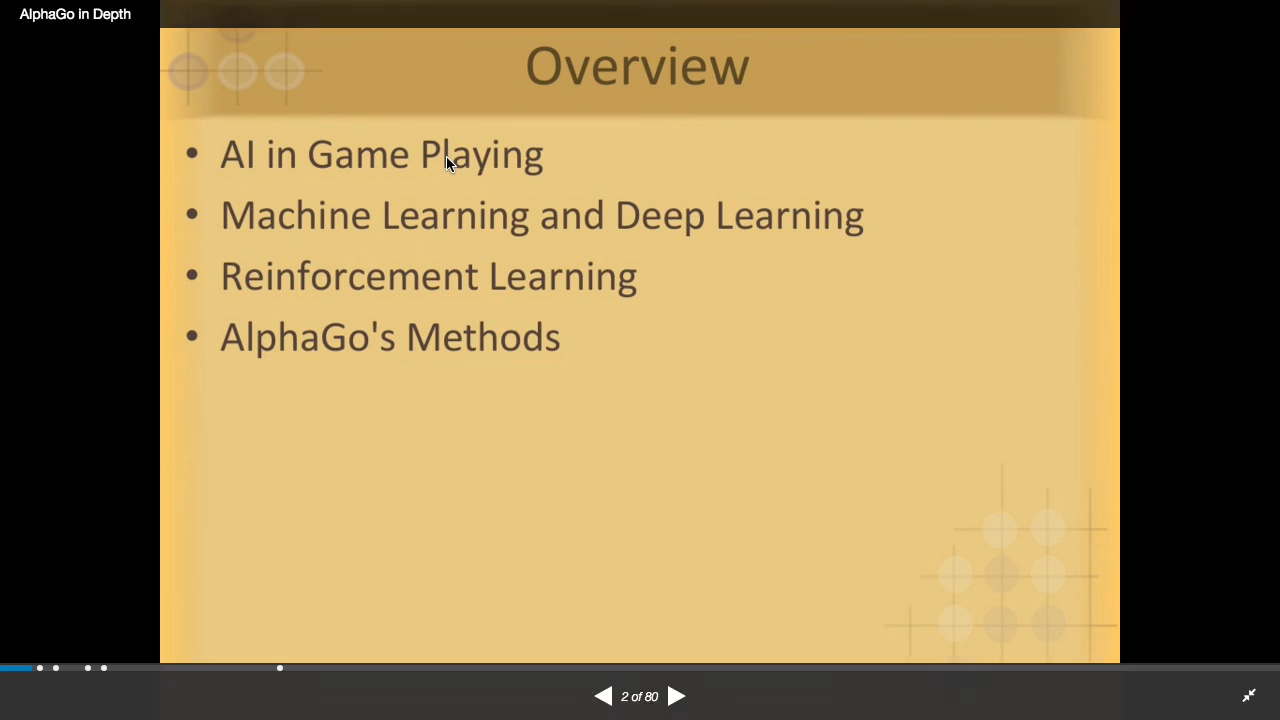 AlphaGo in Depth
Overview
• AI in Game Playing
• Machine Learning and Deep Learning
• Reinforcement Learning
• AlphaGo's Methods
2 of 80